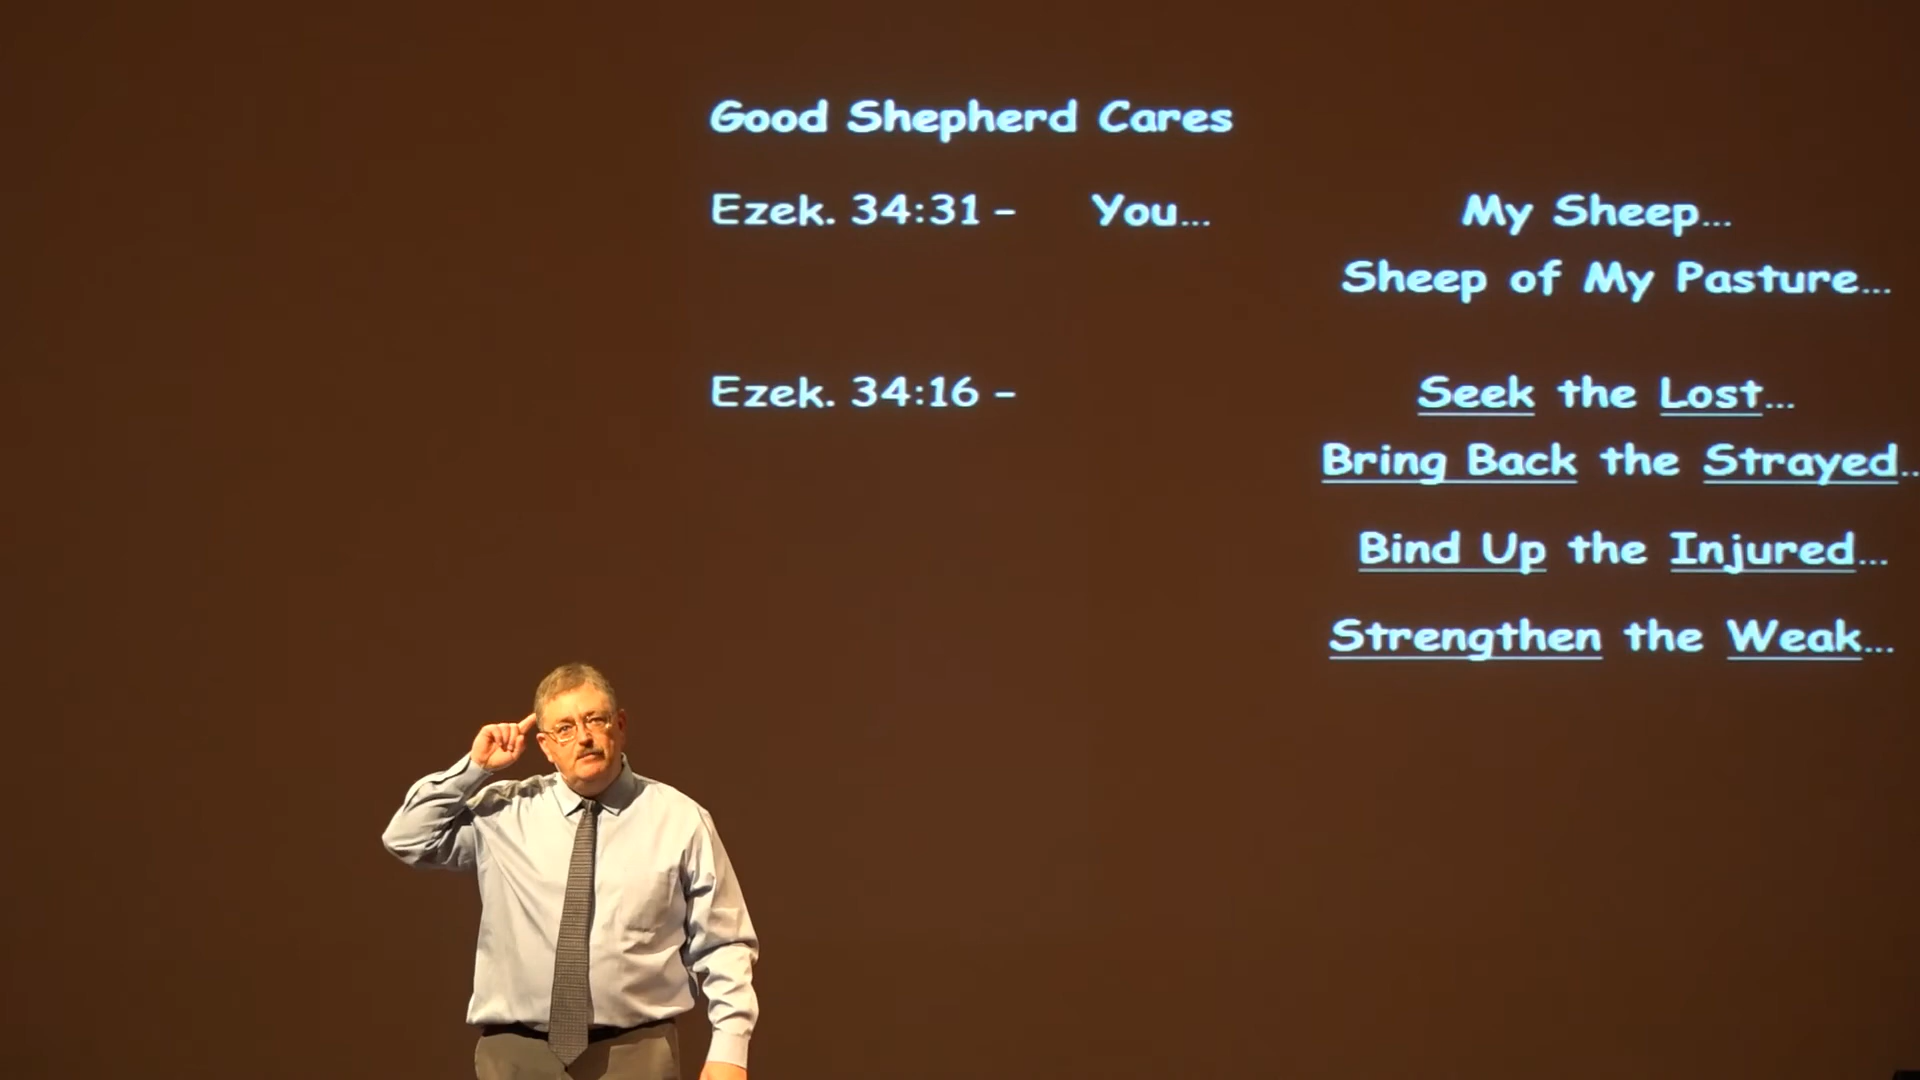 Good Shepherd Cares
Ezek. 34:31 – You... My Sheep...
Sheep of My Pasture...
Ezek. 34:16 – Seek the Lost...
Bring Back the Strayed..
Bind Up the Injured...
Strengthen the Weak...